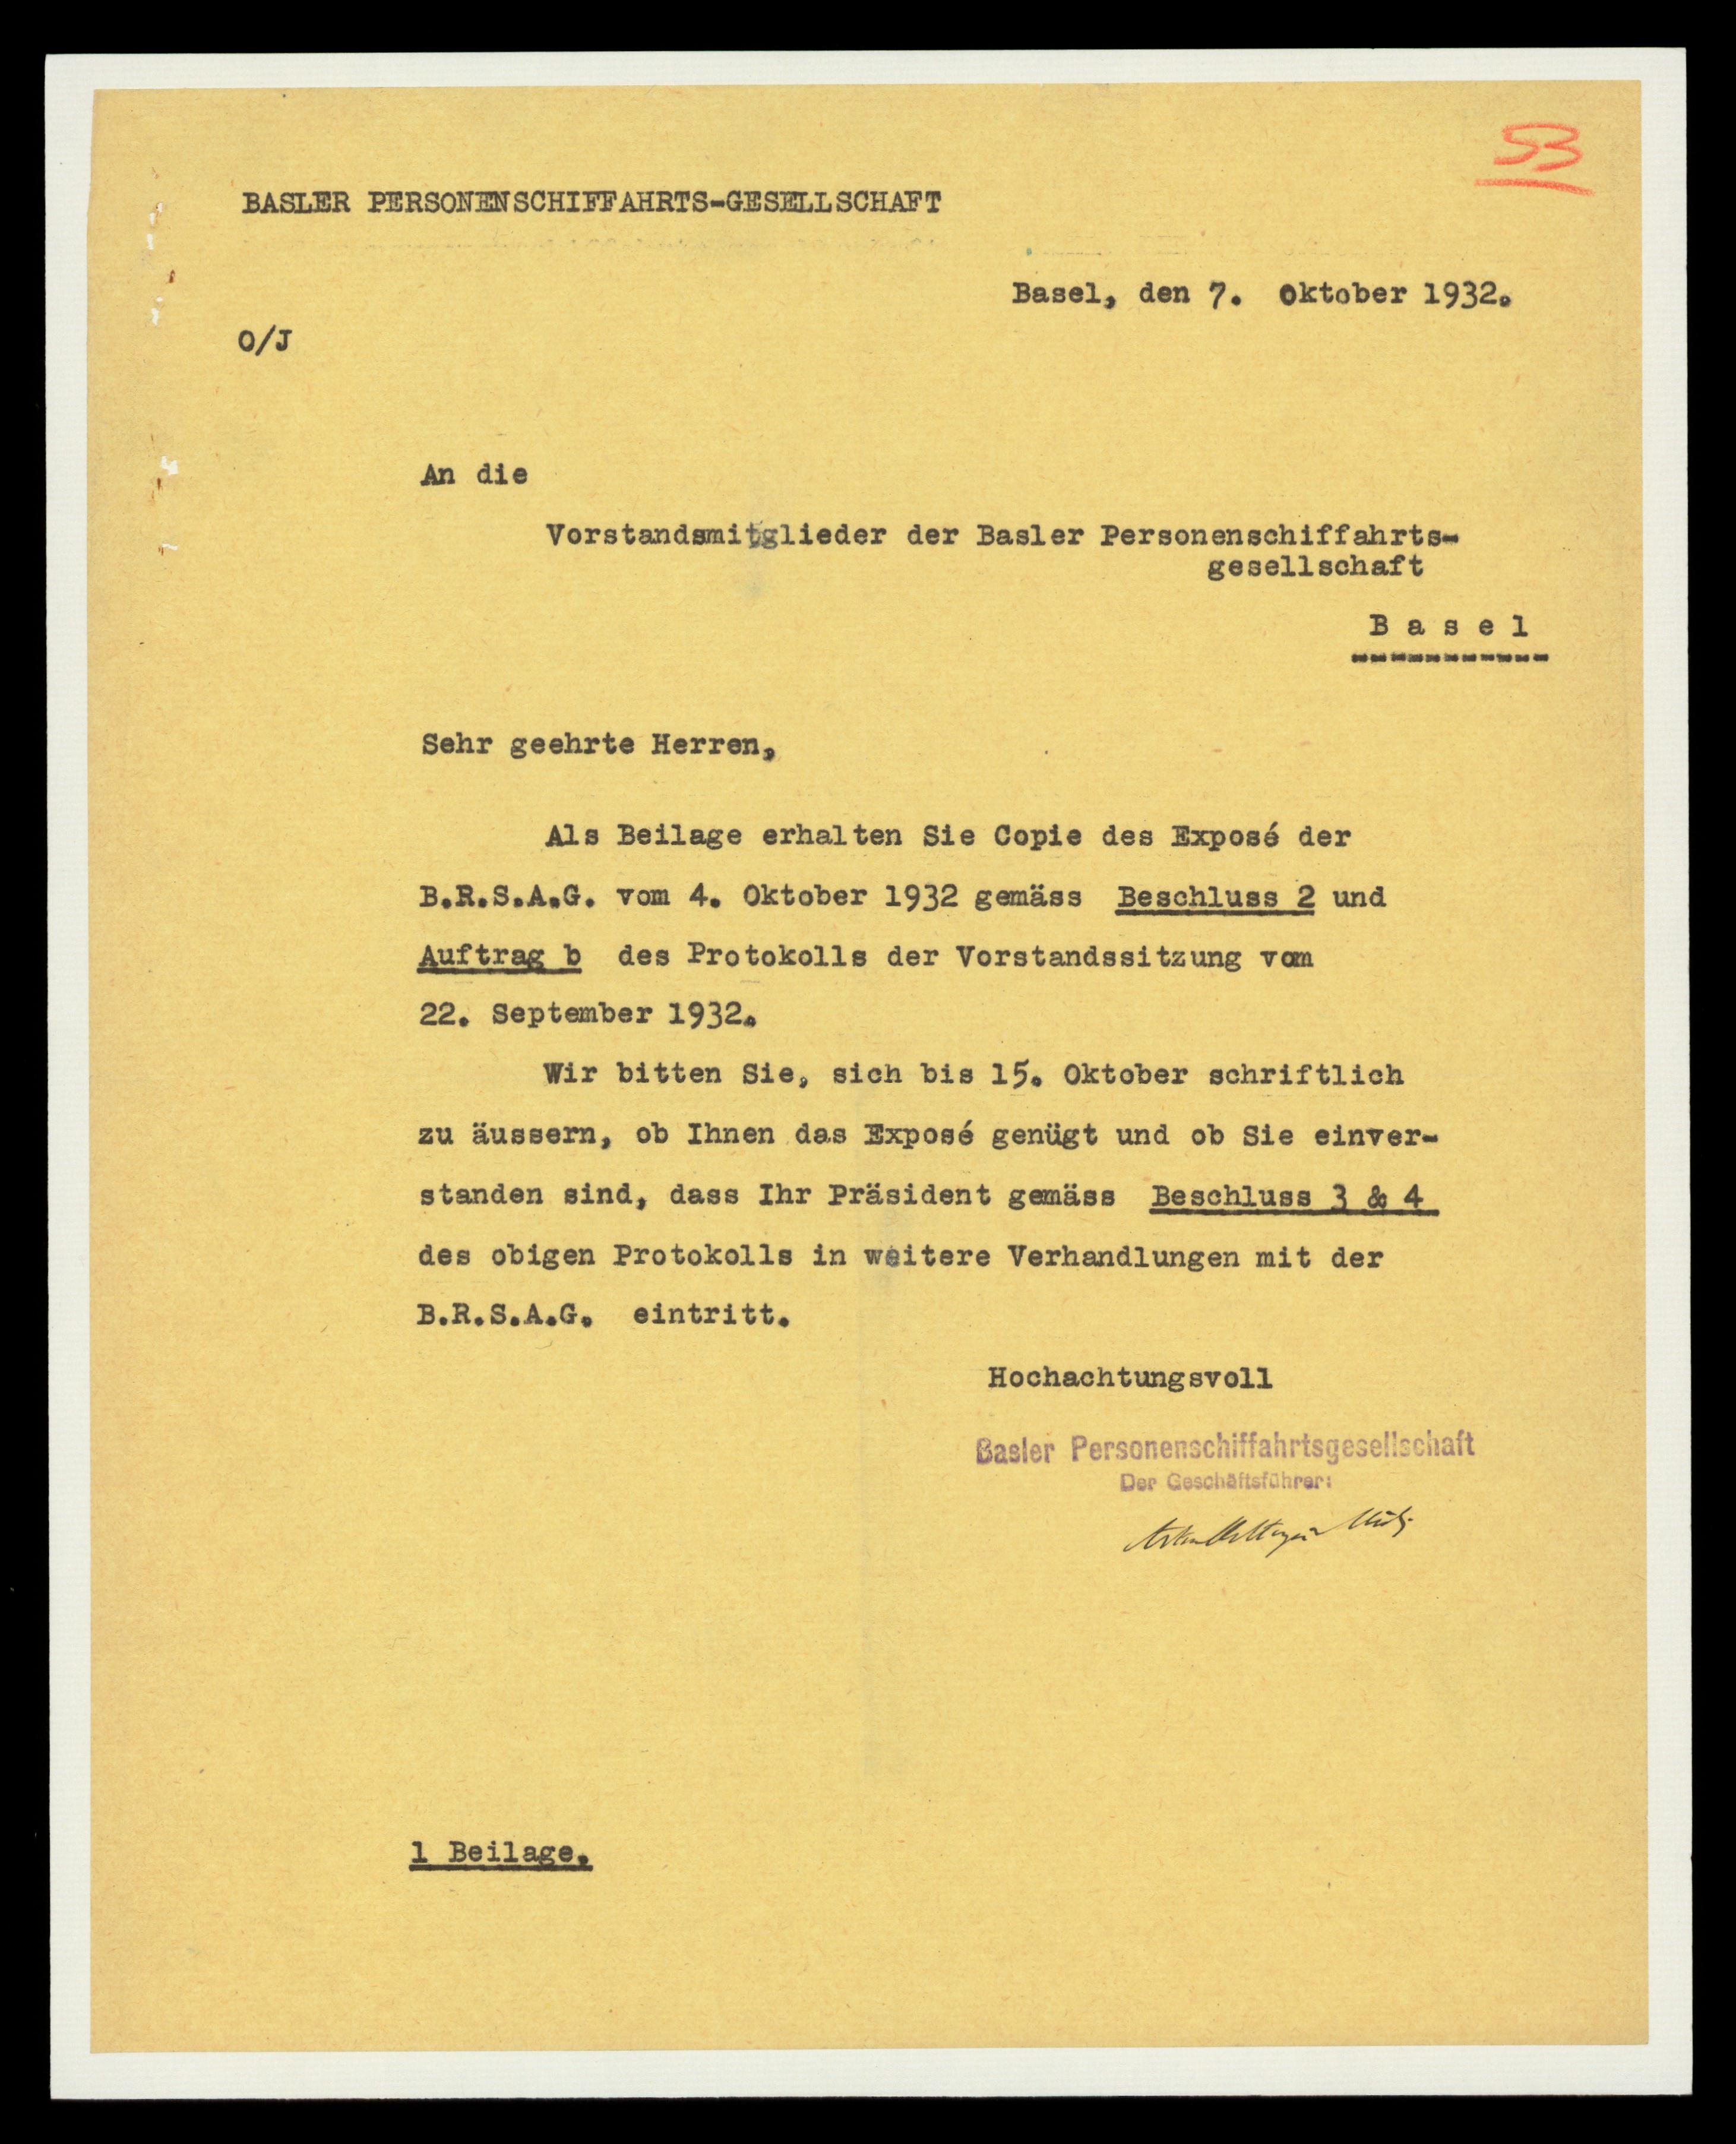 53
BASLER PERSONENSCHIFFAHRTS-GESELLSCHAFT
Basel, den 7. Oktober 1932.
O/J
An die
Vorstandsmitglieder der Basler Personenschiffahrts-
gesellschaft
B a s e l
Sehr geehrte Herren,
Als Beilage erhalten Sie Copie des Exposé der
B.R.S.A.G. vom 4. Oktober 1932 gemäss Beschluss 2 und
Auftrag b des Protokolls der Vorstandssitzung vom
22. September 1932.
Wir bitten Sie, sich bis 15. Oktober schriftlich
zu äussern, ob Ihnen das Exposé genügt und ob Sie einver-
standen sind, dass Ihr Präsident gemäss Beschluss 3 & 4
des obigen Protokolls in weitere Verhandlungen mit der
B.R.S.A.G. eintritt.
Hochachtungsvoll
Basler Personenschiffahrtsgesellschaft
Der Geschäftsführer:
1 Beilage.